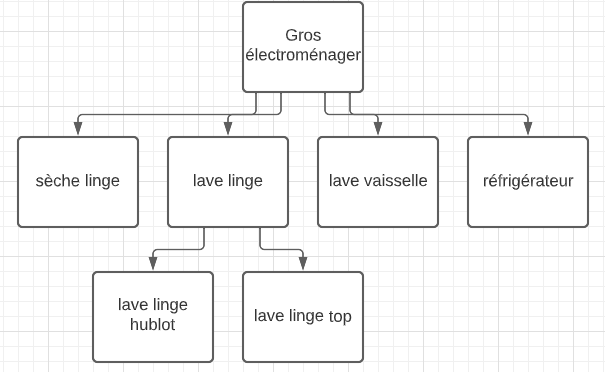 Gros
électroménager
sèche linge
lave linge
lave vaisselle
réfrigérateur
lave linge
hublot
lave linge top